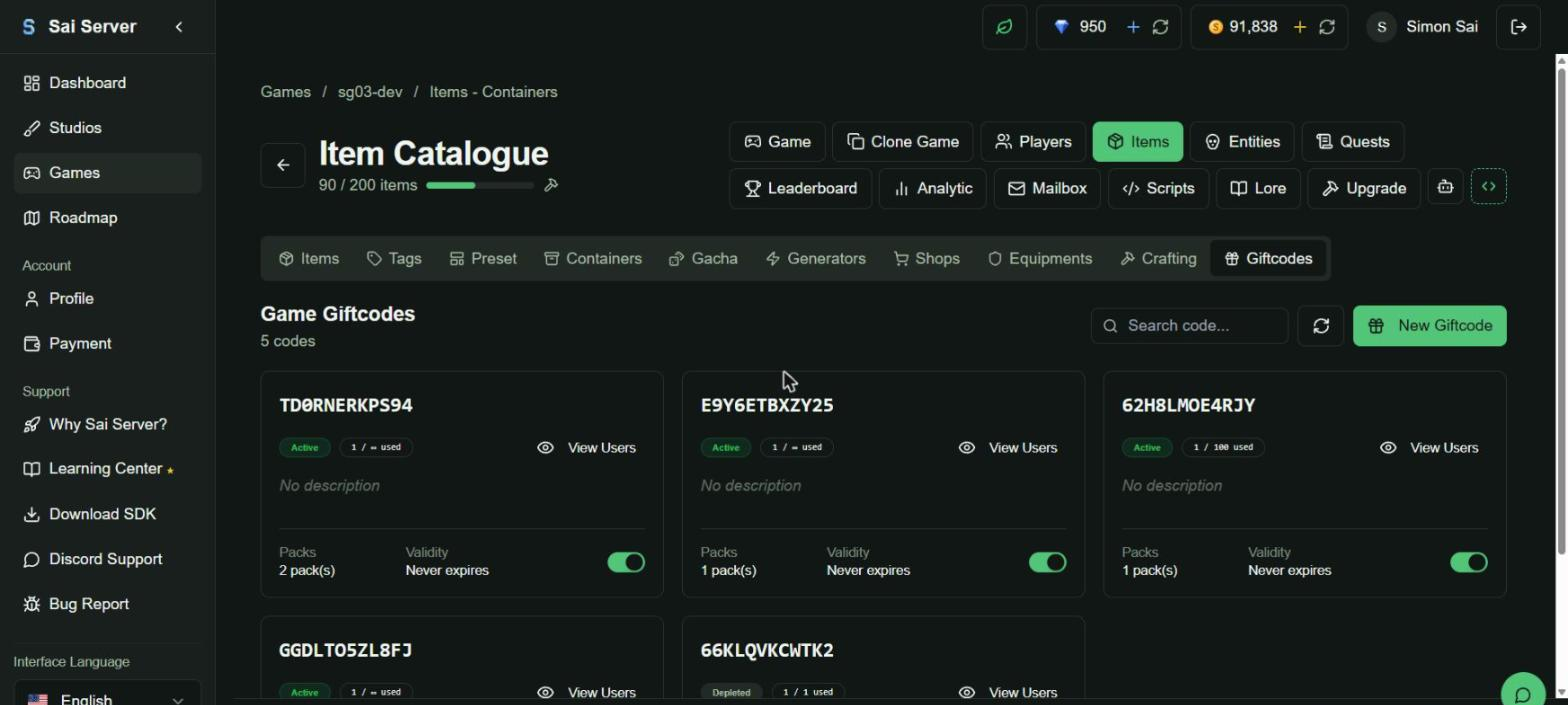 Sai Server
950
91,838
S
Simon Sai
Dashboard
Studios
Games
Roadmap
Account
Profile
Payment
Support
Why Sai Server?
Learning Center
Download SDK
Discord Support
Bug Report
Interface Language
English
Games / sg03-dev / Items - Containers
Item Catalogue
90 / 200 items
Game
Clone Game
Players
Items
Entities
Quests
Leaderboard
Analytic
Mailbox
Scripts
Lore
Upgrade
Items
Tags
Preset
Containers
Gacha
Generators
Shops
Equipments
Crafting
Giftcodes
Game Giftcodes
5 codes
Search code...
New Giftcode
TD0RNERKPS94
Active
1 / ∞ used
View Users
No description
Packs
2 pack(s)
Validity
Never expires
E9Y6ETBXZY25
Active
1 / ∞ used
View Users
No description
Packs
1 pack(s)
Validity
Never expires
62H8LMOE4RJY
Active
1 / 100 used
View Users
No description
Packs
1 pack(s)
Validity
Never expires
GGDLTO5ZL8FJ
Active
1 / ∞ used
View Users
66KLQVKCWTK2
Depleted
1 / 1 used
View Users